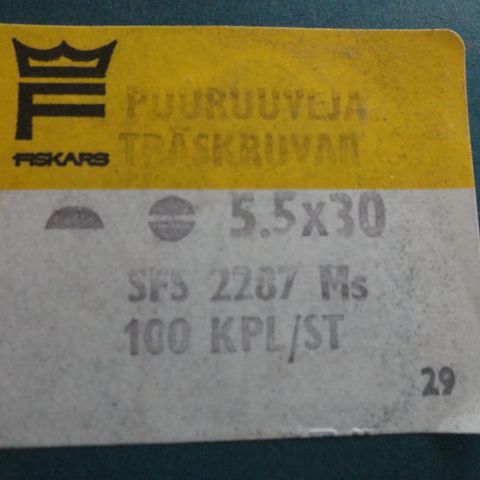 PUURUUVEJA
TRÄSKRUVAR
F
FISKARS
5.5x30
SFS 2287 Ms
100 KPL/ST
29